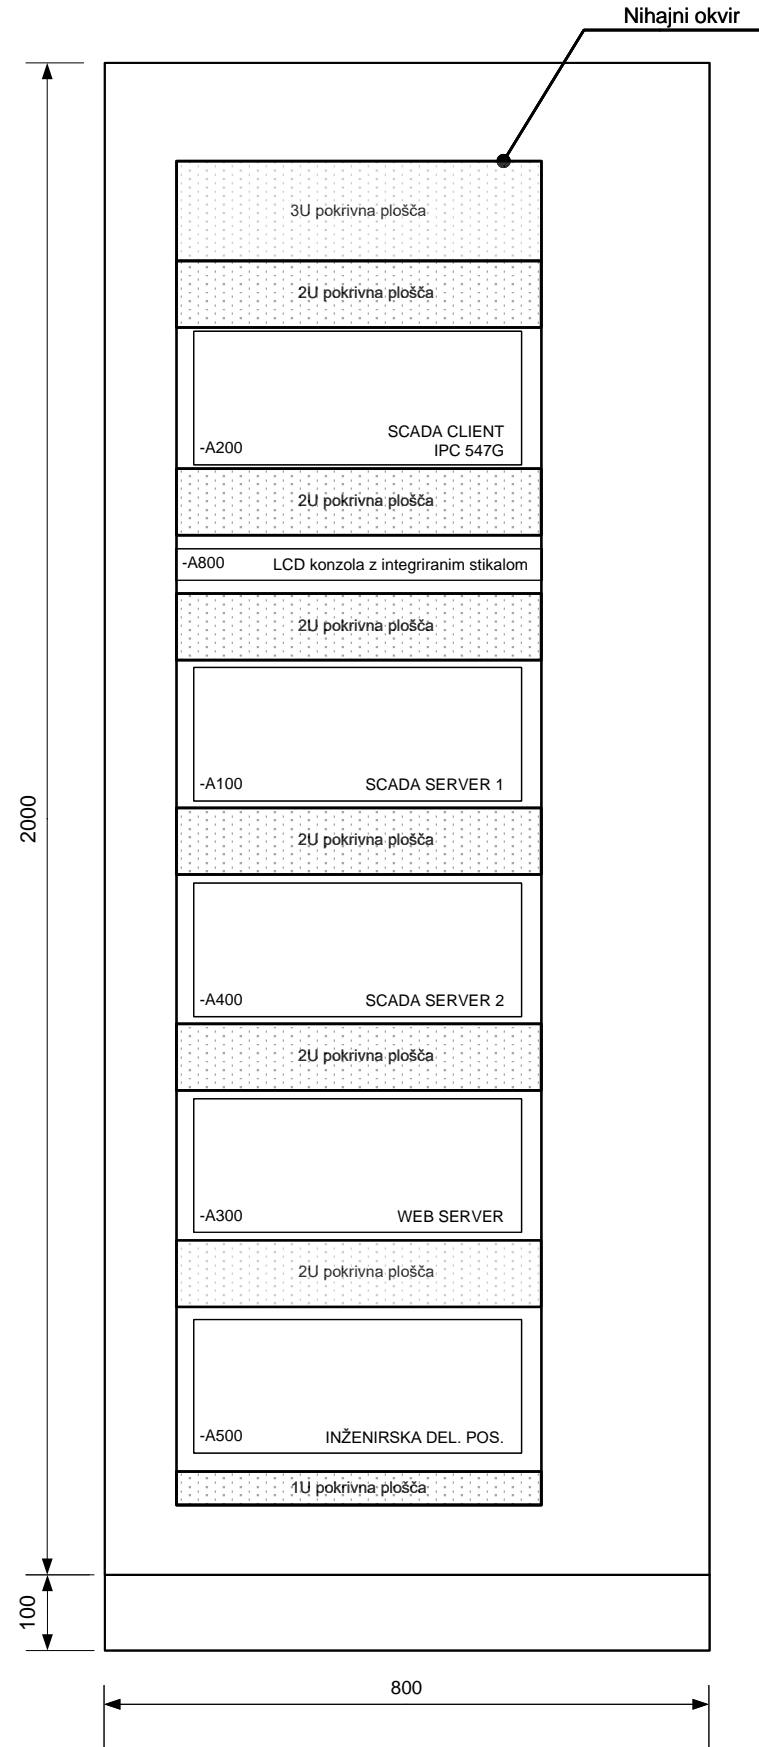 Nihajni okvir
3U pokrivna plošča
2U pokrivna plošča
SCADA CLIENT
-A200
IPC 547G
2U pokrivna plošča
-A800
LCD konzola z integriranim stikalom
2U pokrivna plošča
-A100
SCADA SERVER 1
2000
2U pokrivna plošča
-A400
SCADA SERVER 2
2U pokrivna plošča
-A300
WEB SERVER
2U pokrivna plošča
-A500
INŽENIRSKA DEL. POS.
1U pokrivna plošča
100
800